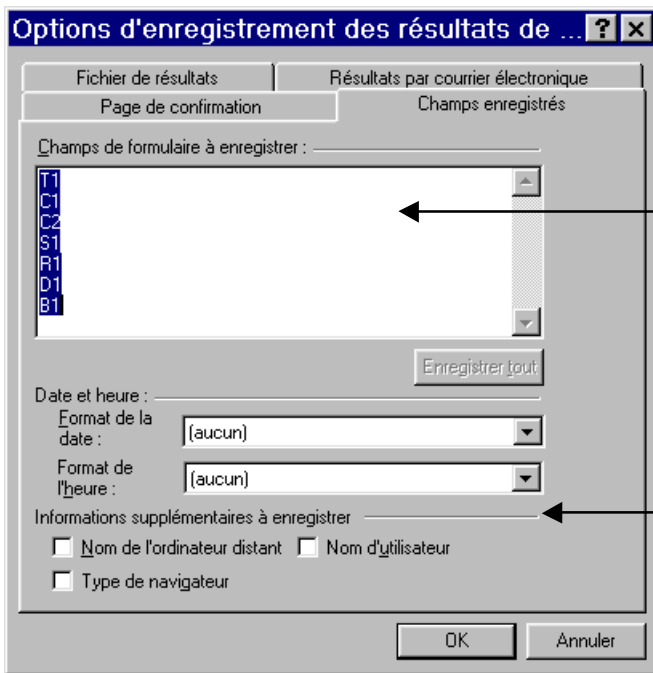 Options d'enregistrement des résultats de ... ? ×
Fichier de résultats Résultats par courrier électronique
Page de confirmation Champs enregistrés
Champs de formulaire à enregistrer :
T1
C1
C2
S1
R1
D1
B1
Enregistrer tout
Date et heure :
Format de la
date : (aucun)
Format de
l'heure : (aucun)
Informations supplémentaires à enregistrer
Nom de l'ordinateur distant Nom d'utilisateur
Type de navigateur
OK Annuler